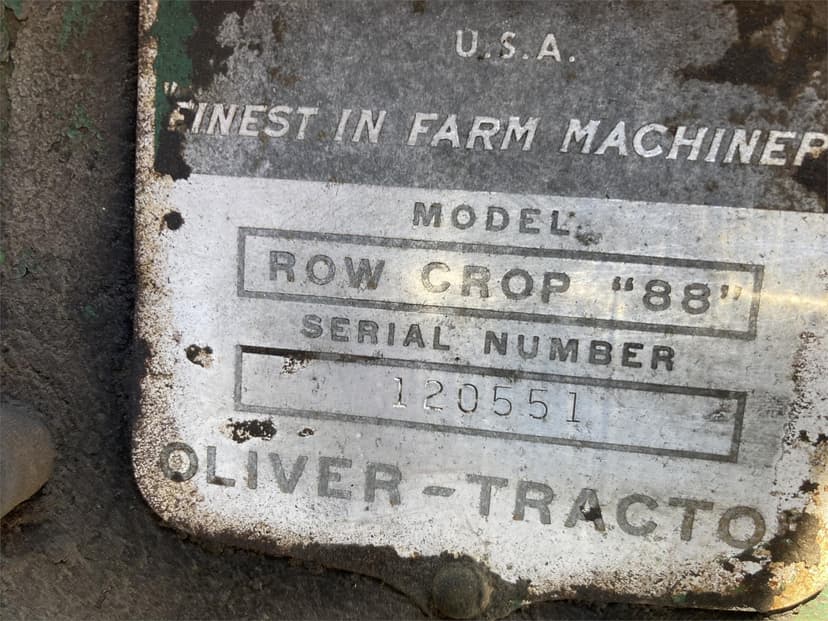 U.S.A.
"FINEST IN FARM MACHINER
MODEL
ROW CROP "88"
SERIAL NUMBER
120551
OLIVER-TRACTO